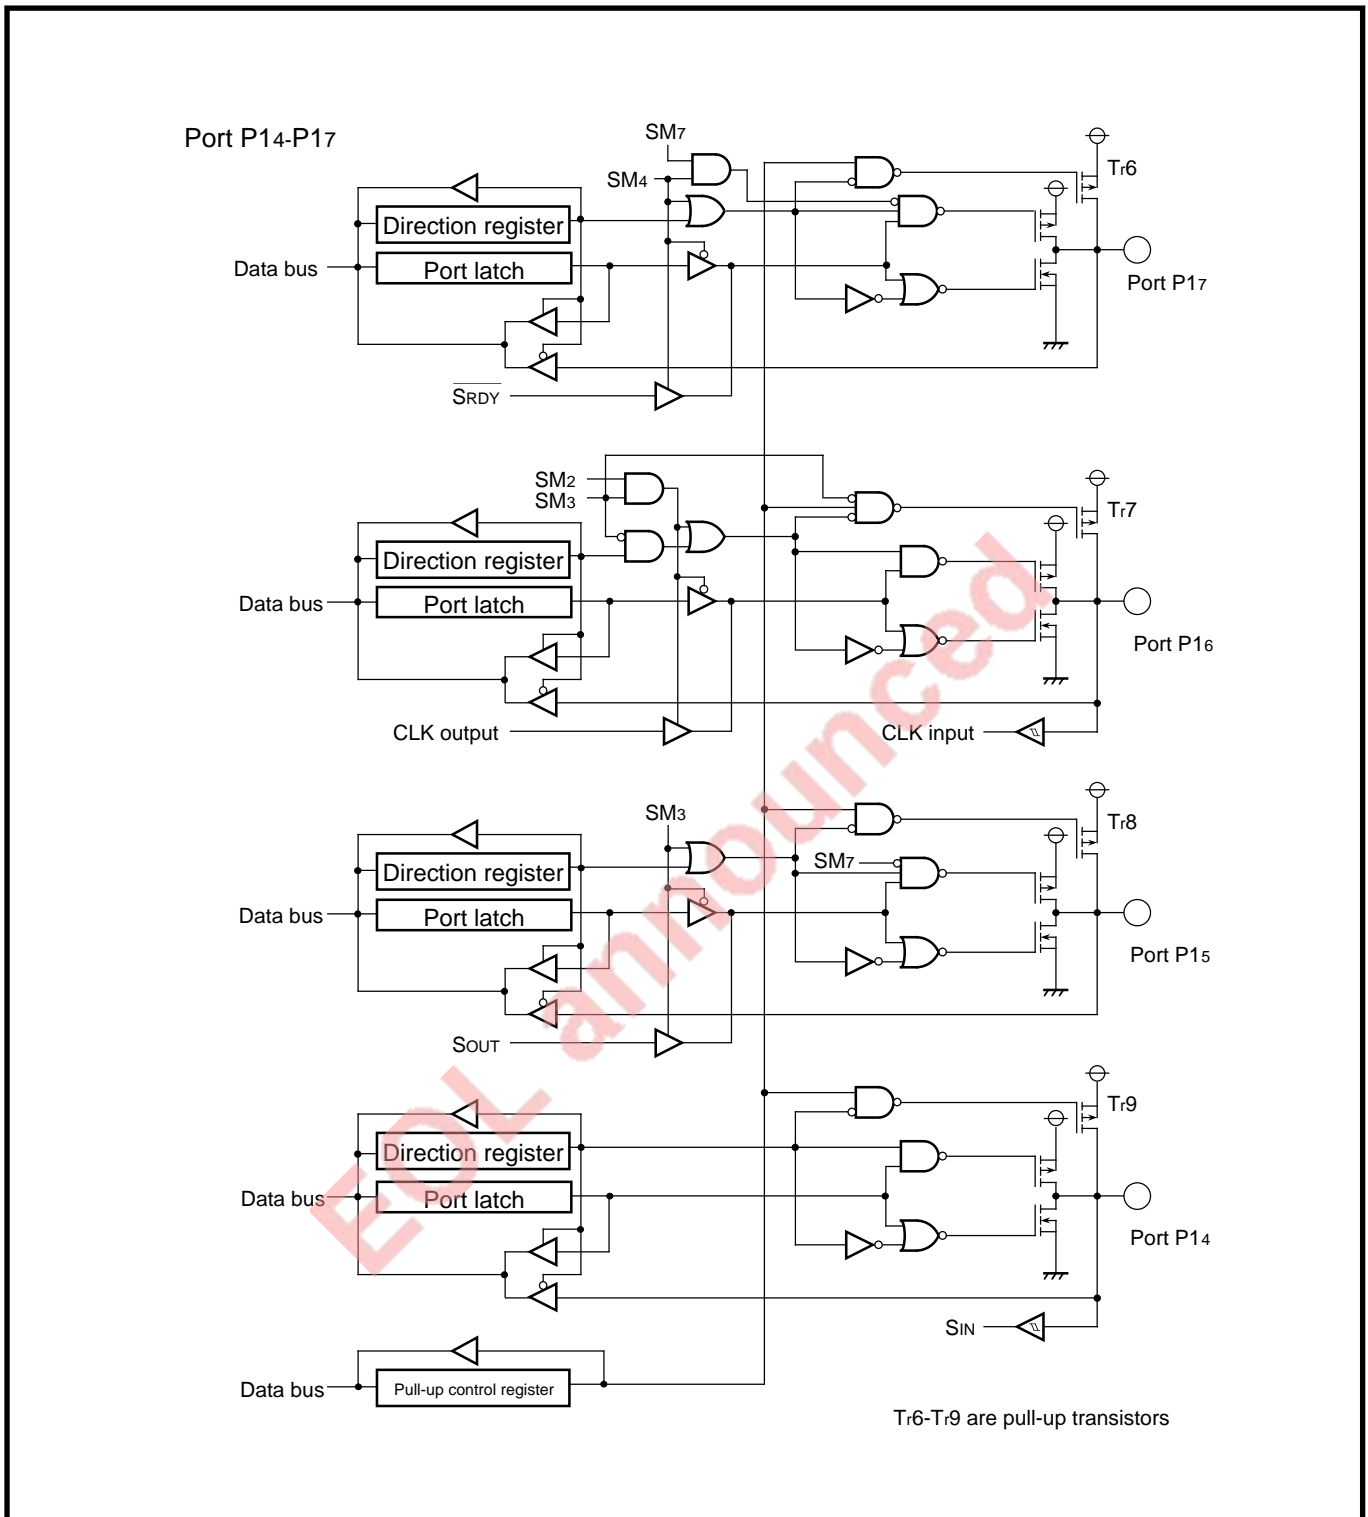 Port P14-P17
SM7
SM4
Tr6
Direction register
Data bus
Port latch
Port P17
SRDY
SM2
SM3
Tr7
Direction register
Data bus
Port latch
Port P16
CLK output
CLK input
SM3
Tr8
Direction register
SM7
Data bus
Port latch
Port P15
SOUT
Tr9
Direction register
Data bus
Port latch
Port P14
SIN
Data bus
Pull-up control register
Tr6-Tr9 are pull-up transistors
EOL announced